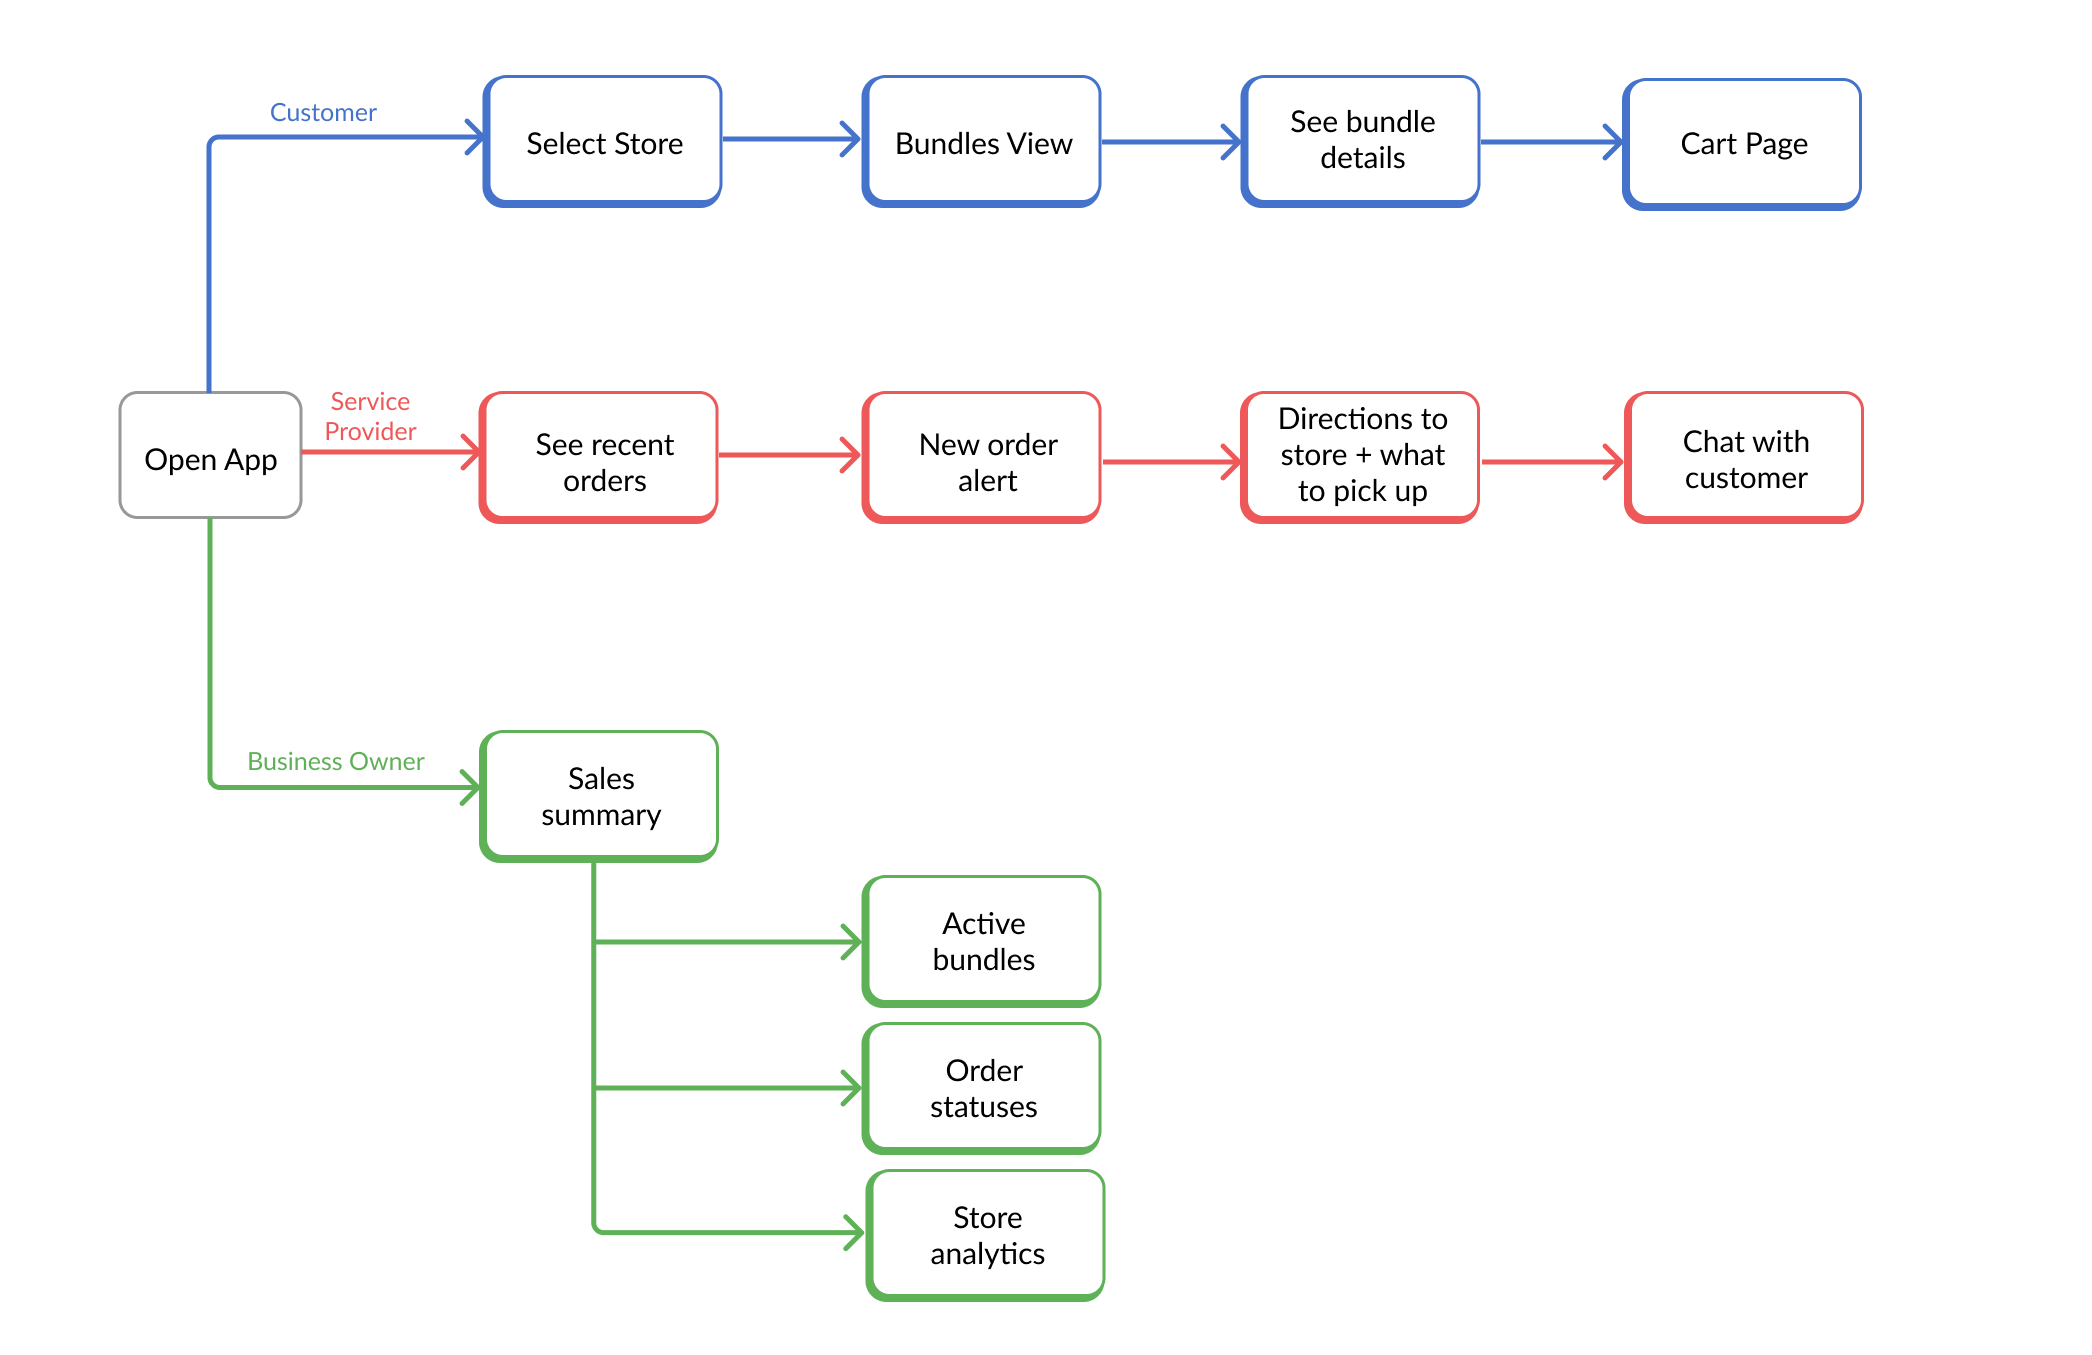 Customer
Select Store
Bundles View
See bundle
details
Cart Page
Open App
Service
Provider
See recent
orders
New order
alert
Directions to
store + what
to pick up
Chat with
customer
Business Owner
Sales
summary
Active
bundles
Order
statuses
Store
analytics